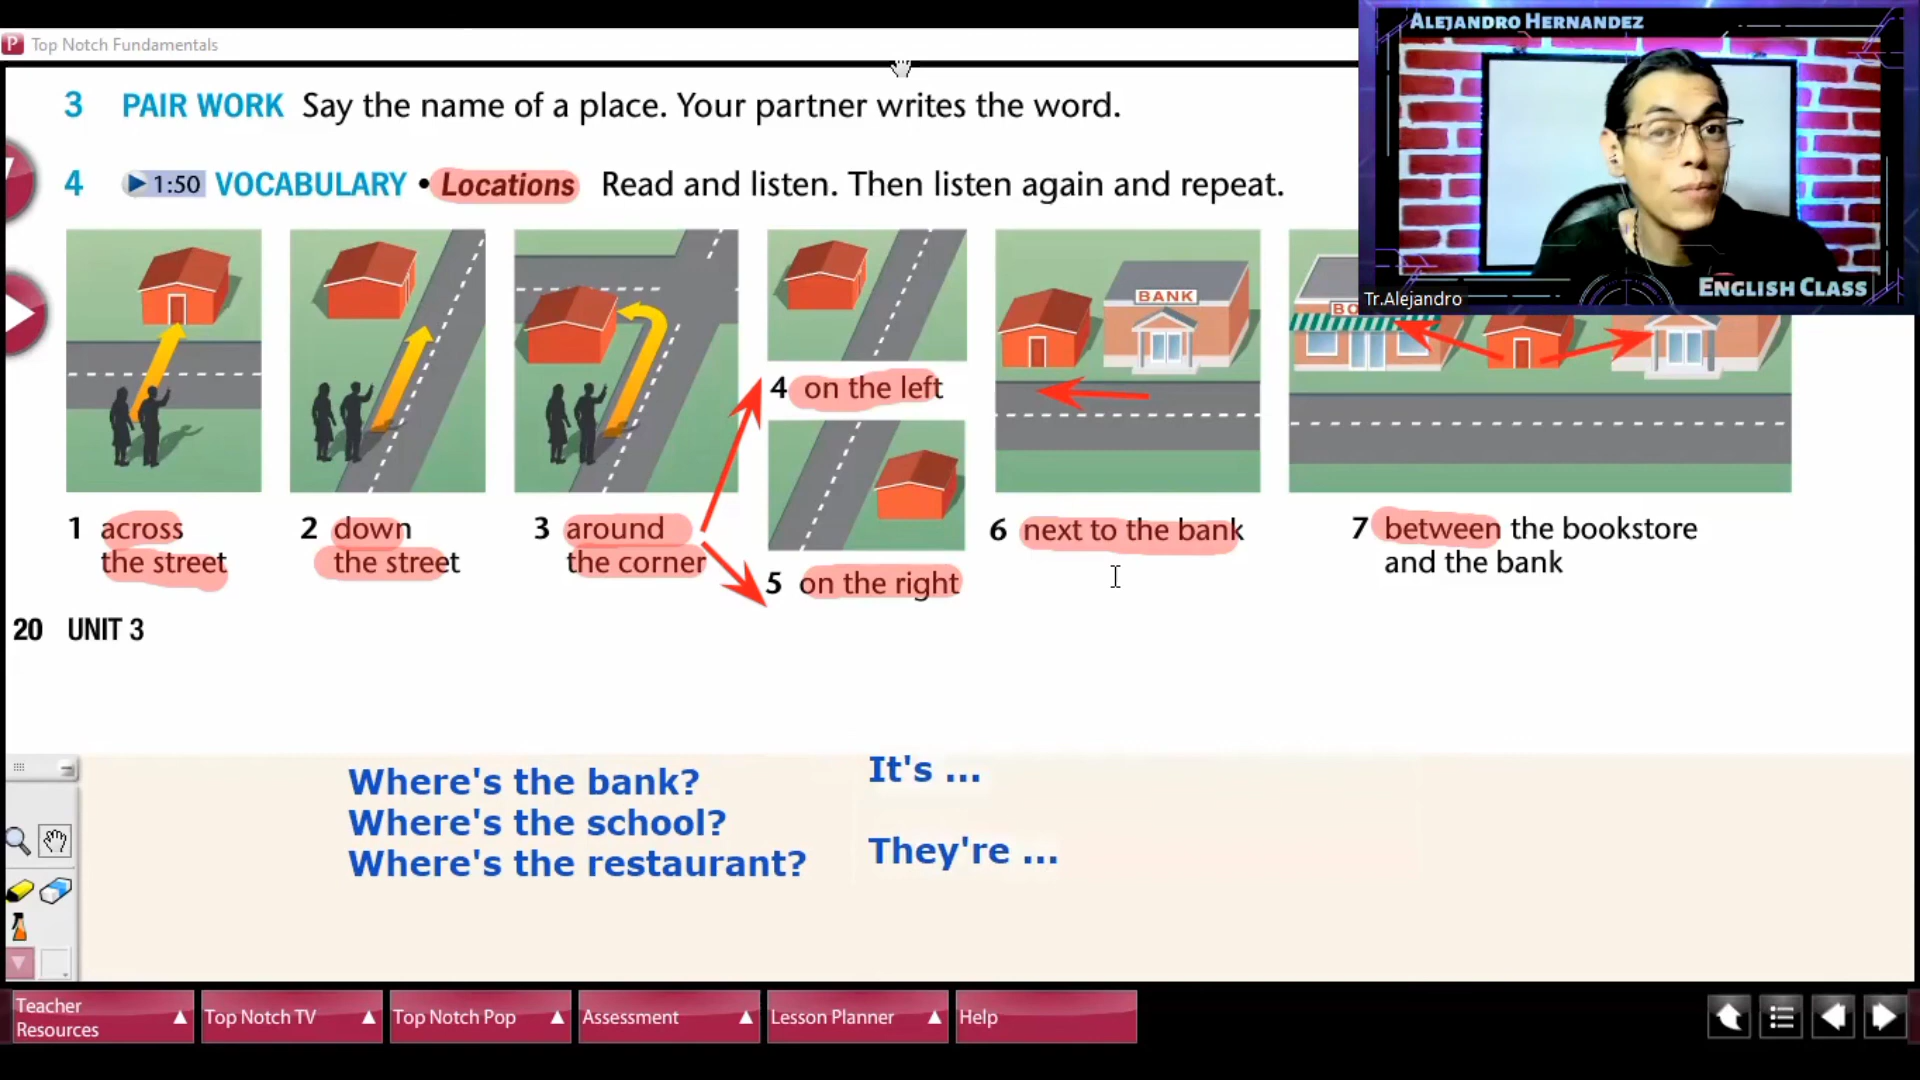 Top Notch Fundamentals
ALEJANDRO HERNANDEZ
3 PAIR WORK Say the name of a place. Your partner writes the word.
4 1:50 VOCABULARY • Locations Read and listen. Then listen again and repeat.
ENGLISH CLASS
Tr.Alejandro
BANK
BO
4 on the left
1 across
the street
2 down
the street
3 around
the corner
5 on the right
6 next to the bank
7 between the bookstore
and the bank
20 UNIT 3
Where's the bank?
Where's the school?
Where's the restaurant?
It's ...
They're ...
Teacher
Resources
Top Notch TV
Top Notch Pop
Assessment
Lesson Planner
Help